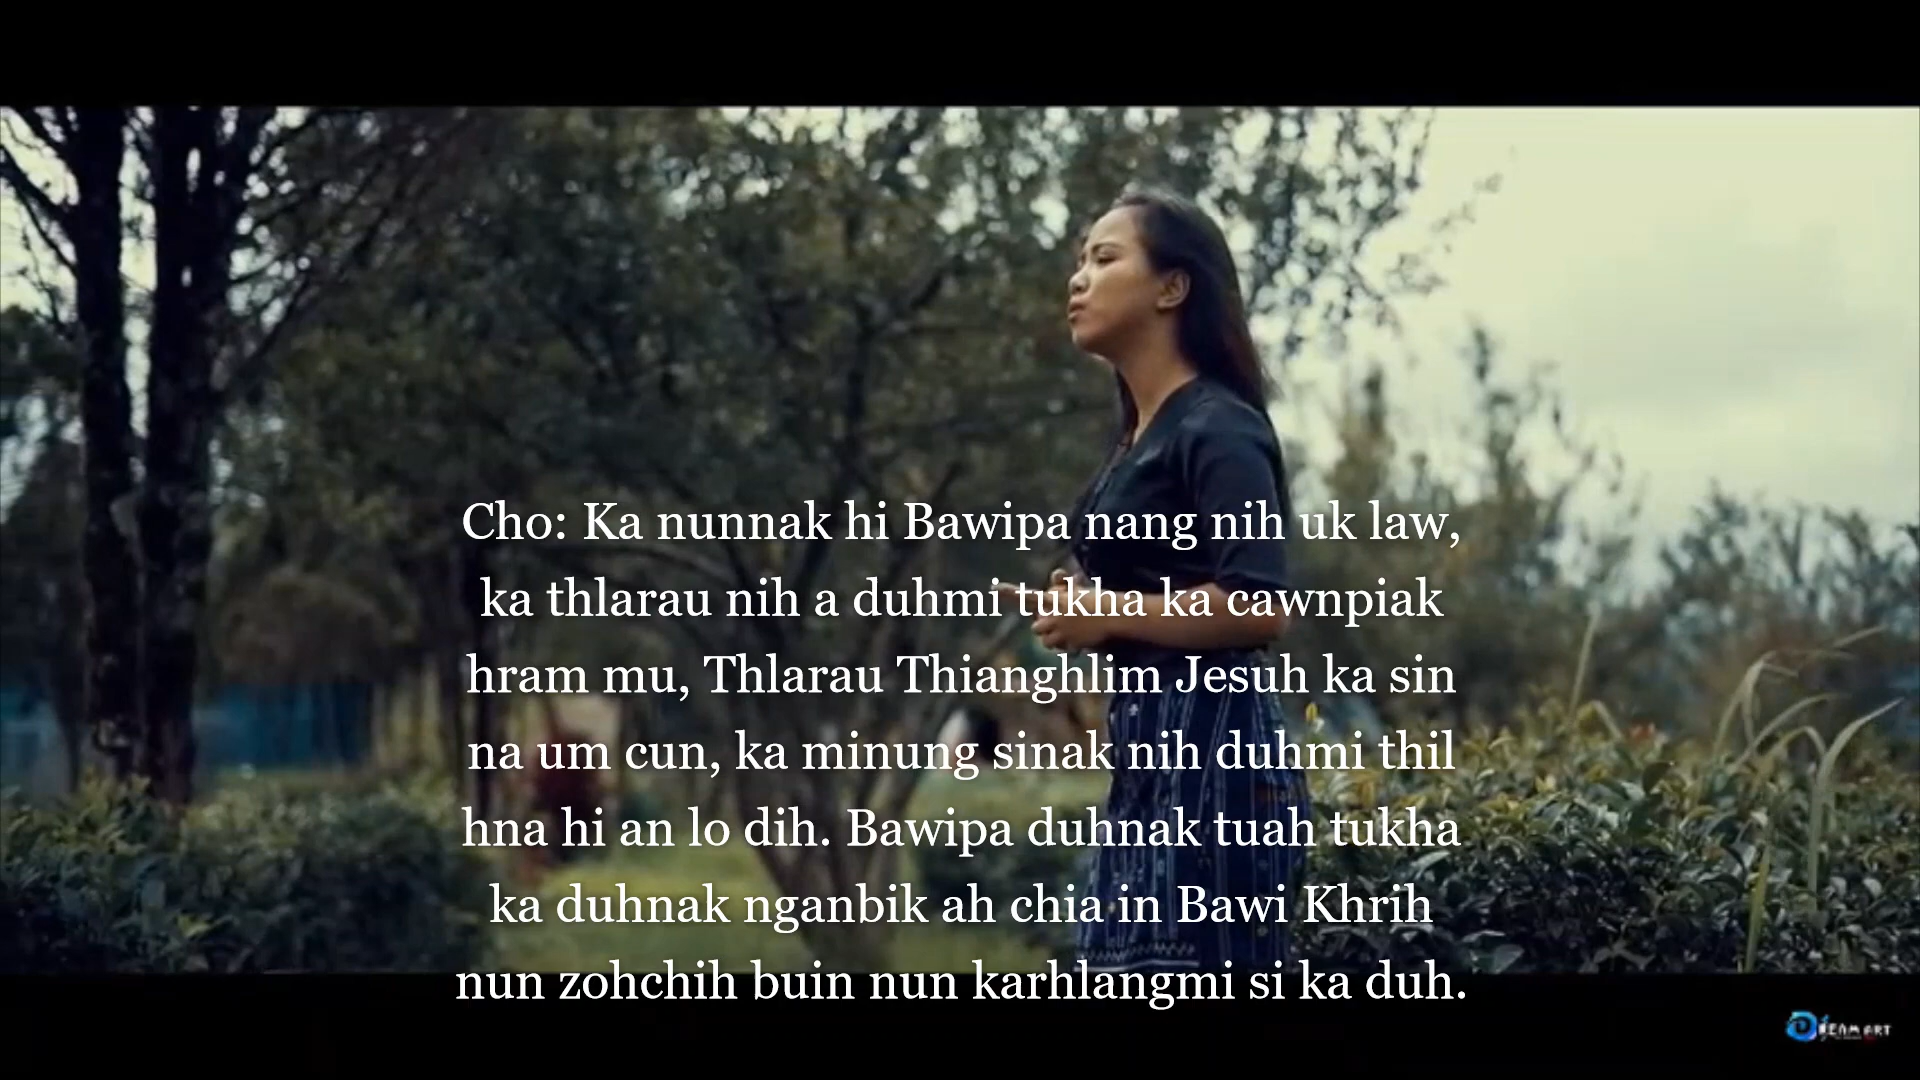 Cho: Ka nunnak hi Bawipa nang nih uk law,
ka thlarau nih a duhmi tukha ka cawnpiak
hram mu, Thlarau Thianghlim Jesuh ka sin
na um cun, ka minung sinak nih duhmi thil
hna hi an lo dih. Bawipa duhnak tuah tukha
ka duhnak nganbik ah chia in Bawi Khrih
nun zohchih buin nun karhlangmi si ka duh.
DREAM ART